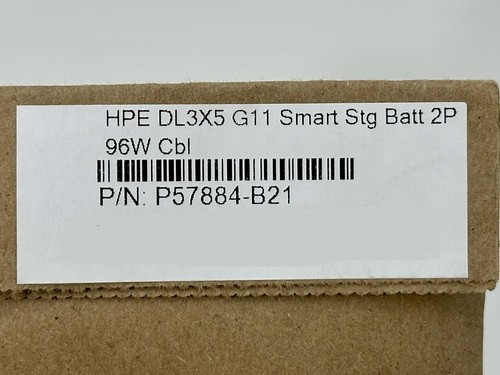 HPE DL3X5 G11 Smart Stg Batt 2P
96W Cbl
P/N: P57884-B21